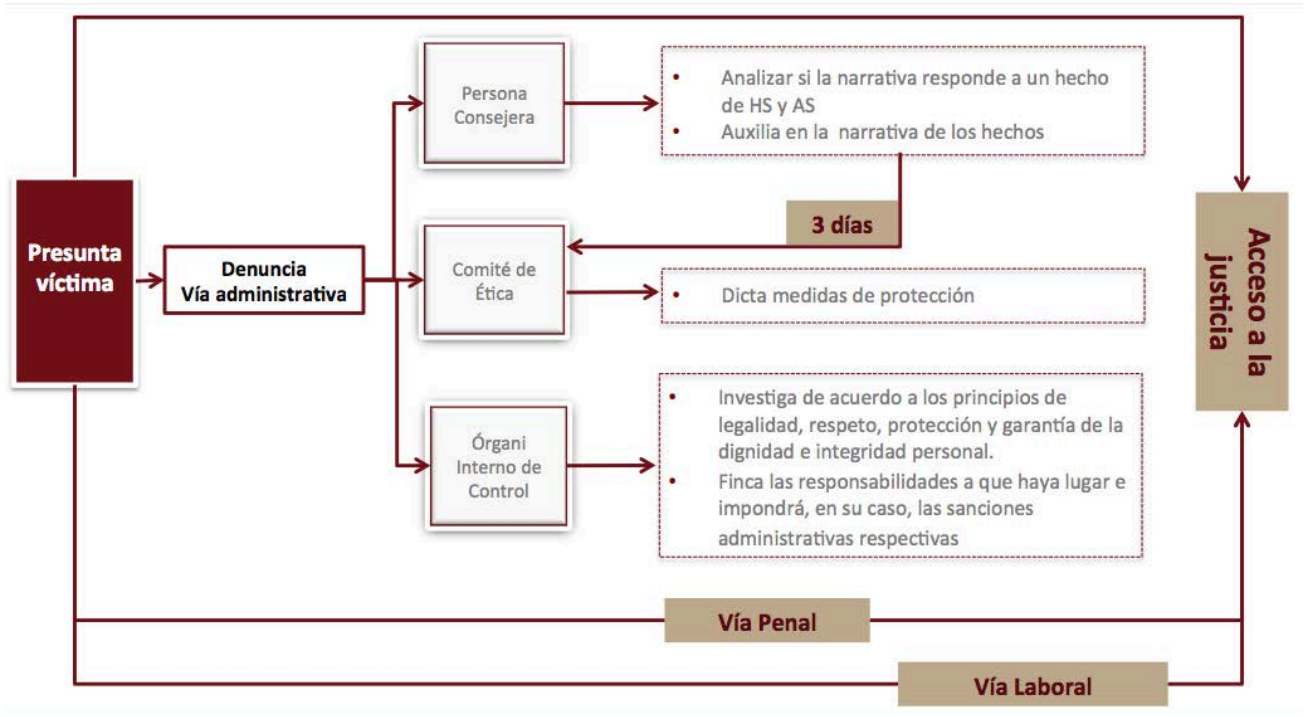 Presunta
víctima
Denuncia
Vía administrativa
Persona
Consejera
• Analizar si la narrativa responde a un hecho
de HS y AS
• Auxilia en la narrativa de los hechos
3 días
Comité de
Ética
• Dicta medidas de protección
Órgani
Interno de
Control
• Investiga de acuerdo a los principios de
legalidad, respeto, protección y garantía de la
dignidad e integridad personal.
• Finca las responsabilidades a que haya lugar e
impondrá, en su caso, las sanciones
administrativas respectivas
Acceso a la
justicia
Vía Penal
Vía Laboral